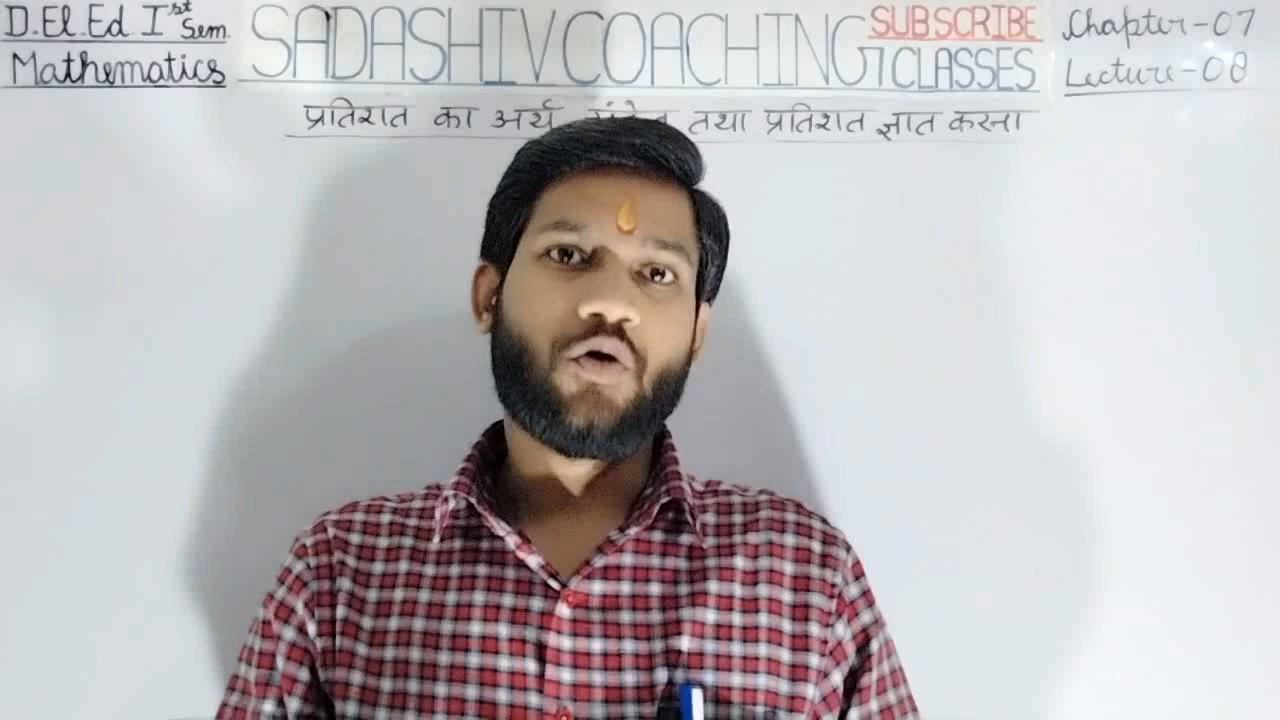 D.El.Ed Ist Sem.
Mathematics
SADASHIV COACHING CLASSES
SUBSCRIBE
Chapter-07
Lecture-08
प्रतिशत का अर्थ तथा प्रतिशत ज्ञात करना